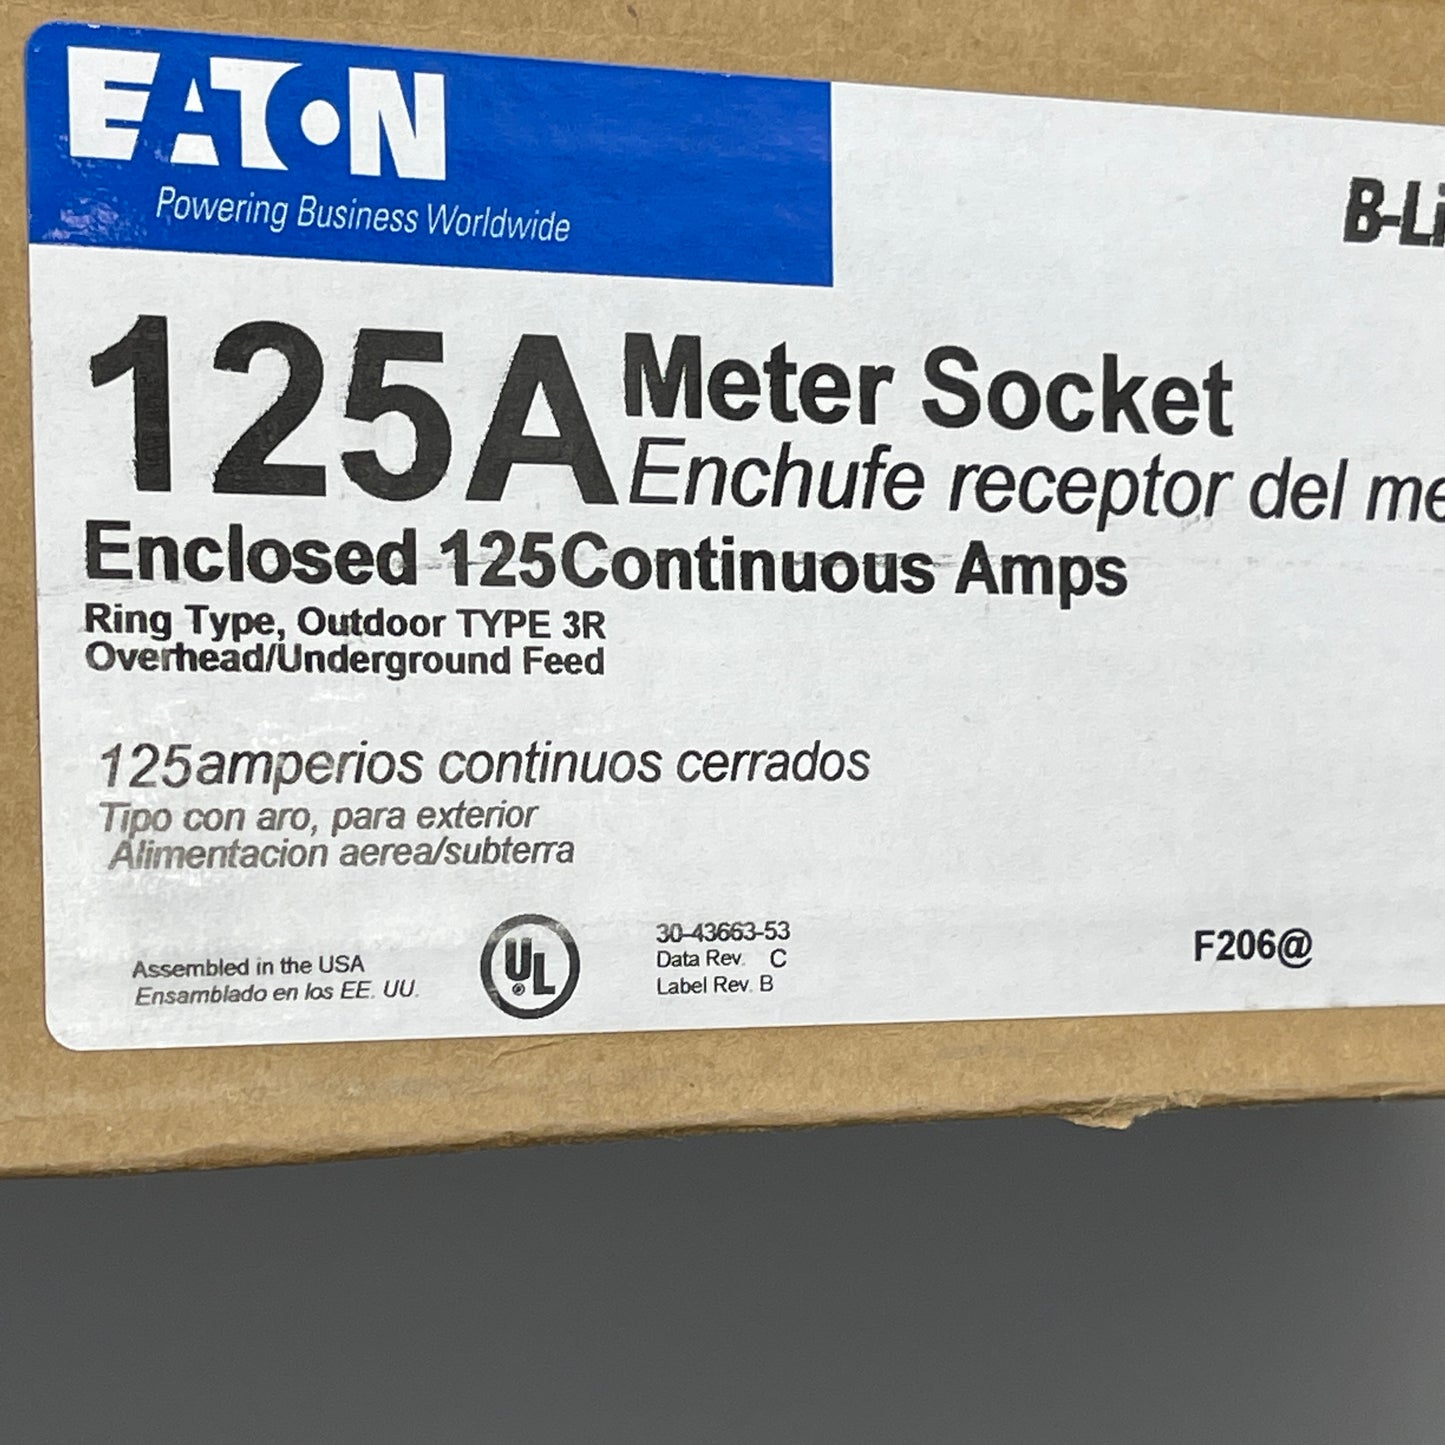 EATON
Powering Business Worldwide
125A Meter Socket
Enchufe receptor del
Enclosed 125Continuous Amps
Ring Type, Outdoor TYPE 3R
Overhead/Underground Feed
125amperios continuos cerrados
Tipo con aro, para exterior
Alimentacion aerea/subterra
Assembled in the USA
Ensamblado en los EE. UU.
UL
®
30-43663-53
Data Rev. C
Label Rev. B
F206@